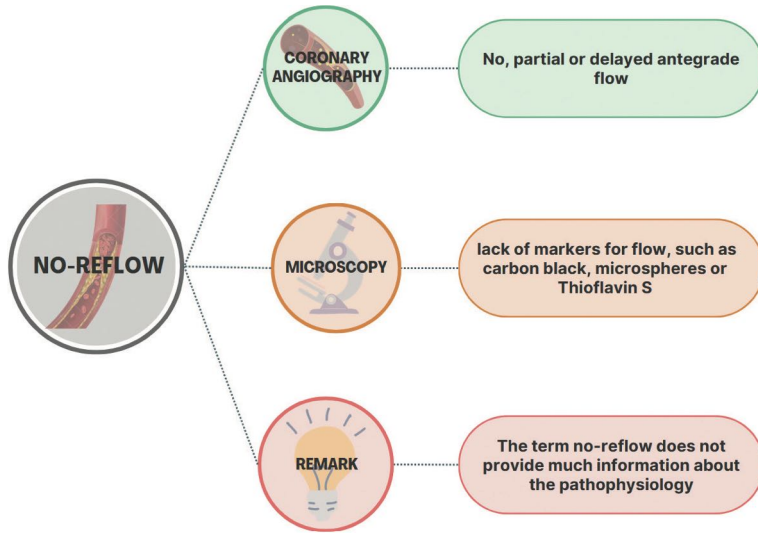 CORONARY
ANGIOGRAPHY
No, partial or delayed antegrade
flow
NO-REFLOW
MICROSCOPY
lack of markers for flow, such as
carbon black, microspheres or
Thioflavin S
REMARK
The term no-reflow does not
provide much information about
the pathophysiology